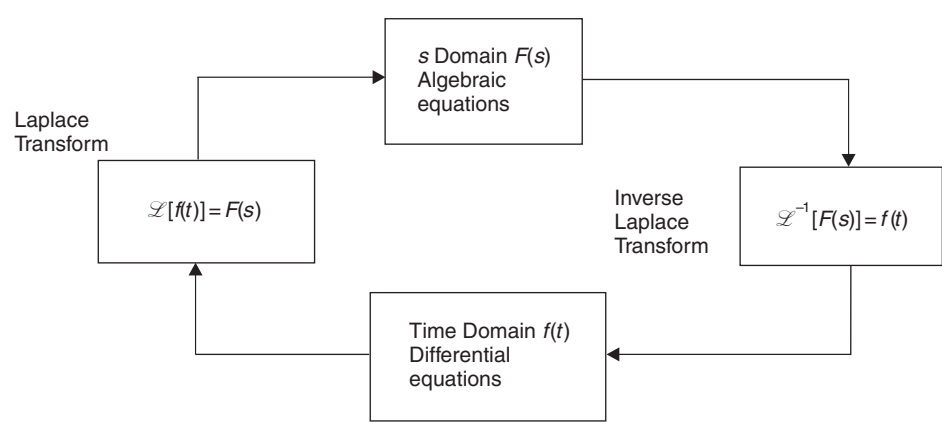 s Domain F(s)
Algebraic
equations
Laplace
Transform
ℒ[f(t)] = F(s)
Inverse
Laplace
Transform
ℒ⁻¹[F(s)] = f(t)
Time Domain f(t)
Differential
equations